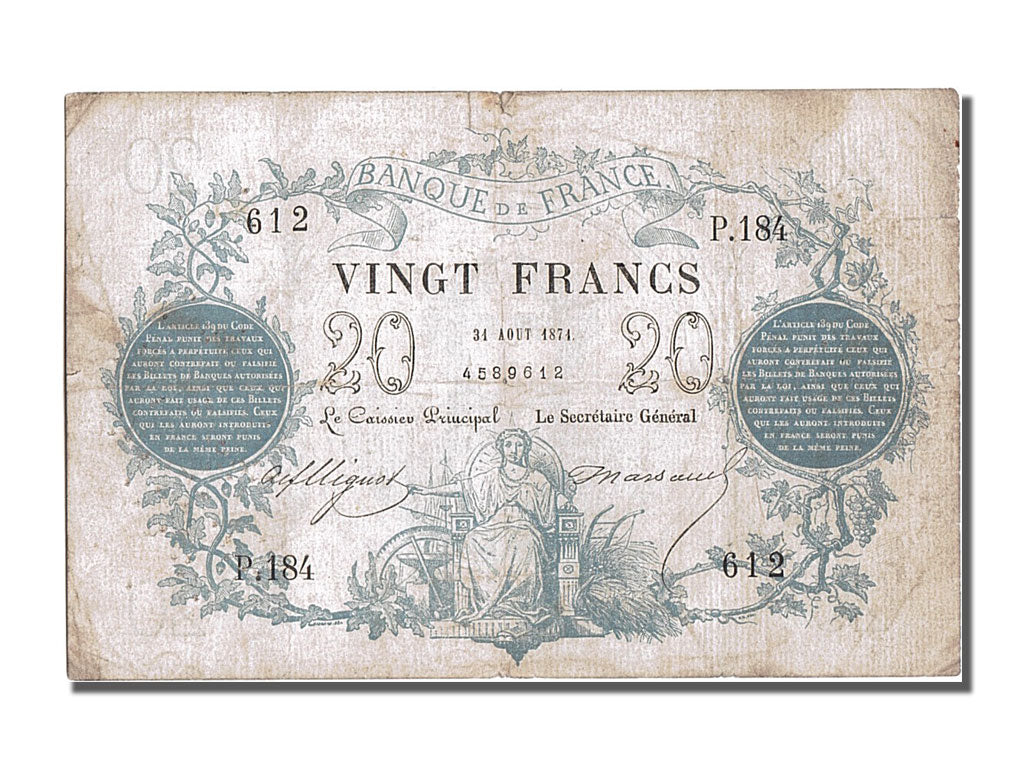 BANQUE DE FRANCE.
612
P.184
VINGT FRANCS
20
31 AOUT 1871.
20
4589612
Le Caissier Principal
Le Secrétaire Général
L'ARTICLE 139 DU CODE
PÉNAL PUNIT DES TRAVAUX
FORCÉS A PERPÉTUITÉ CEUX QUI
AURONT CONTREFAIT OU FALSIFIÉ
LES BILLETS DE BANQUES AUTORISÉES
PAR LA LOI, AINSI QUE CEUX QUI
AURONT FAIT USAGE DE CES BILLETS
CONTREFAITS OU FALSIFIÉS. CEUX
QUI LES AURONT INTRODUITS
EN FRANCE SERONT PUNIS
DE LA MÊME PEINE.
L'ARTICLE 139 DU CODE
PÉNAL PUNIT DES TRAVAUX
FORCÉS A PERPÉTUITÉ CEUX QUI
AURONT CONTREFAIT OU FALSIFIÉ
LES BILLETS DE BANQUES AUTORISÉES
PAR LA LOI, AINSI QUE CEUX QUI
AURONT FAIT USAGE DE CES BILLETS
CONTREFAITS OU FALSIFIÉS. CEUX
QUI LES AURONT INTRODUITS
EN FRANCE SERONT PUNIS
DE LA MÊME PEINE.
Alf Mignot
Marsaud
P.184
612